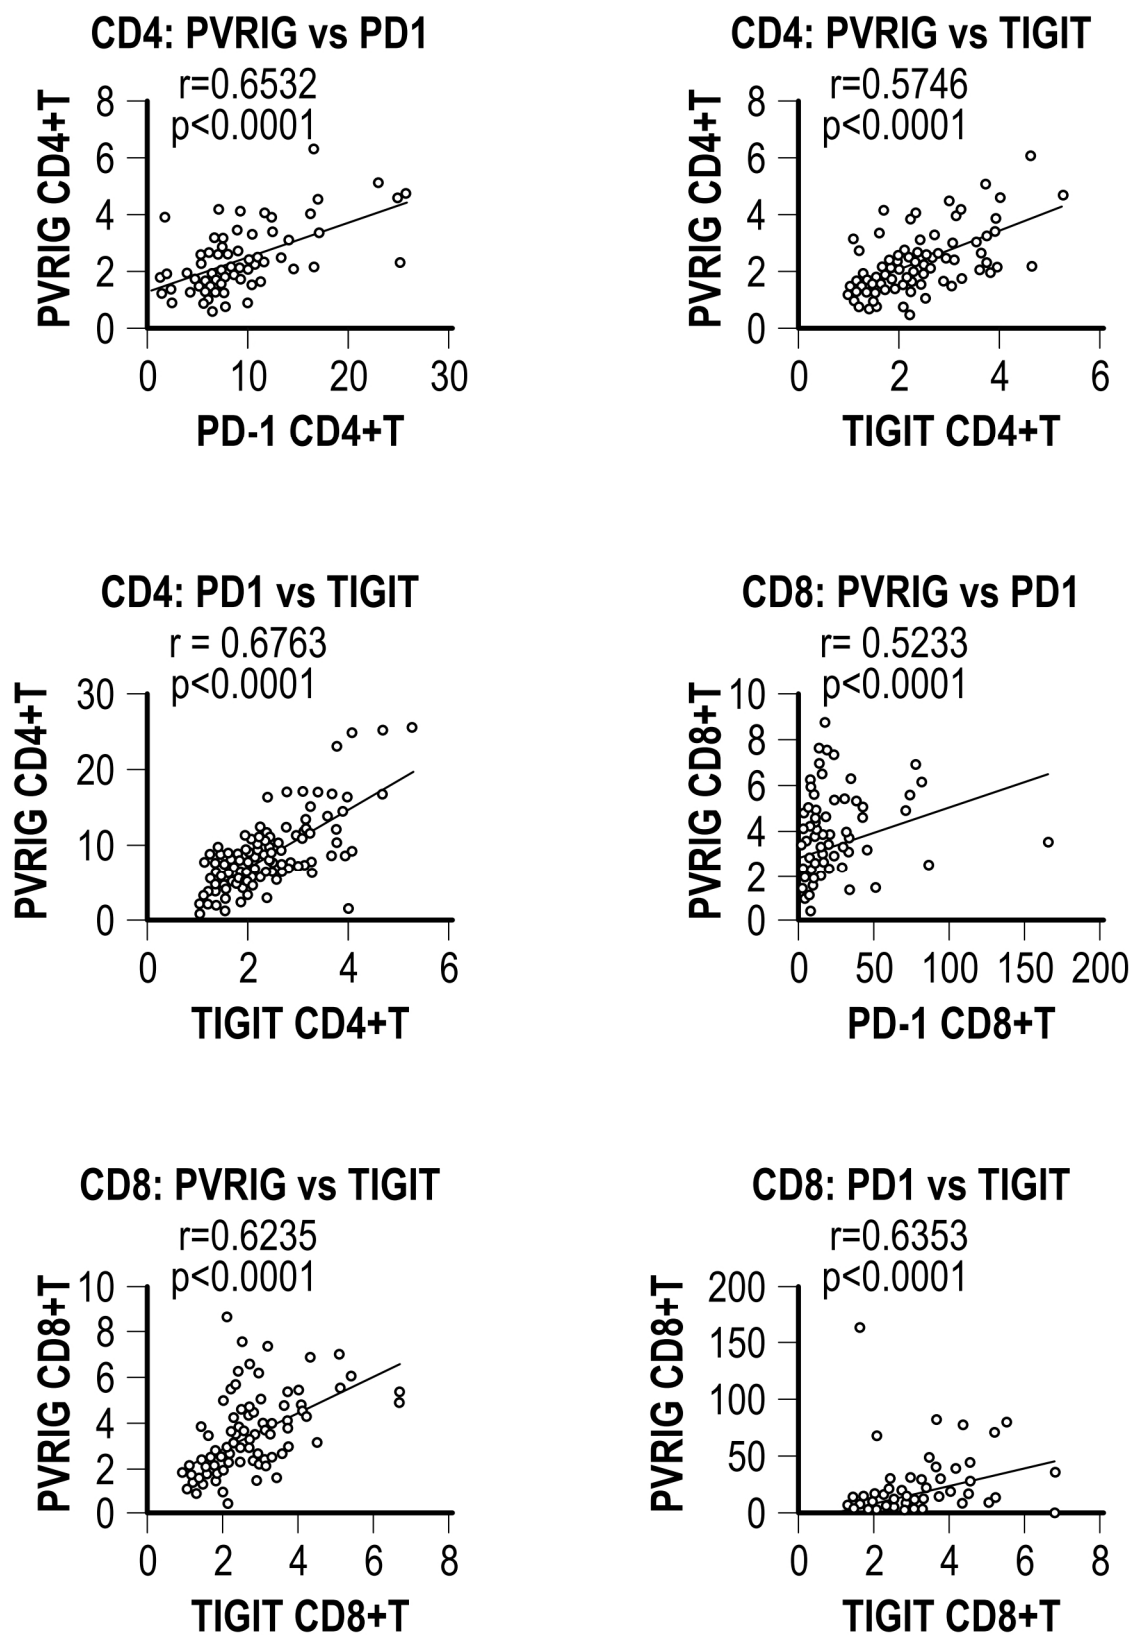 CD4: PVRIG vs PD1
r=0.6532
p<0.0001
PVRIG CD4+T
8
6
4
2
0
0 10 20 30
PD-1 CD4+T
CD4: PVRIG vs TIGIT
r=0.5746
p<0.0001
PVRIG CD4+T
8
6
4
2
0
0 2 4 6
TIGIT CD4+T
CD4: PD1 vs TIGIT
r = 0.6763
p<0.0001
PVRIG CD4+T
30
20
10
0
0 2 4 6
TIGIT CD4+T
CD8: PVRIG vs PD1
r= 0.5233
p<0.0001
PVRIG CD8+T
10
8
6
4
2
0
0 50 100 150 200
PD-1 CD8+T
CD8: PVRIG vs TIGIT
r=0.6235
p<0.0001
PVRIG CD8+T
10
8
6
4
2
0
0 2 4 6 8
TIGIT CD8+T
CD8: PD1 vs TIGIT
r=0.6353
p<0.0001
PVRIG CD8+T
200
150
100
50
0
0 2 4 6 8
TIGIT CD8+T